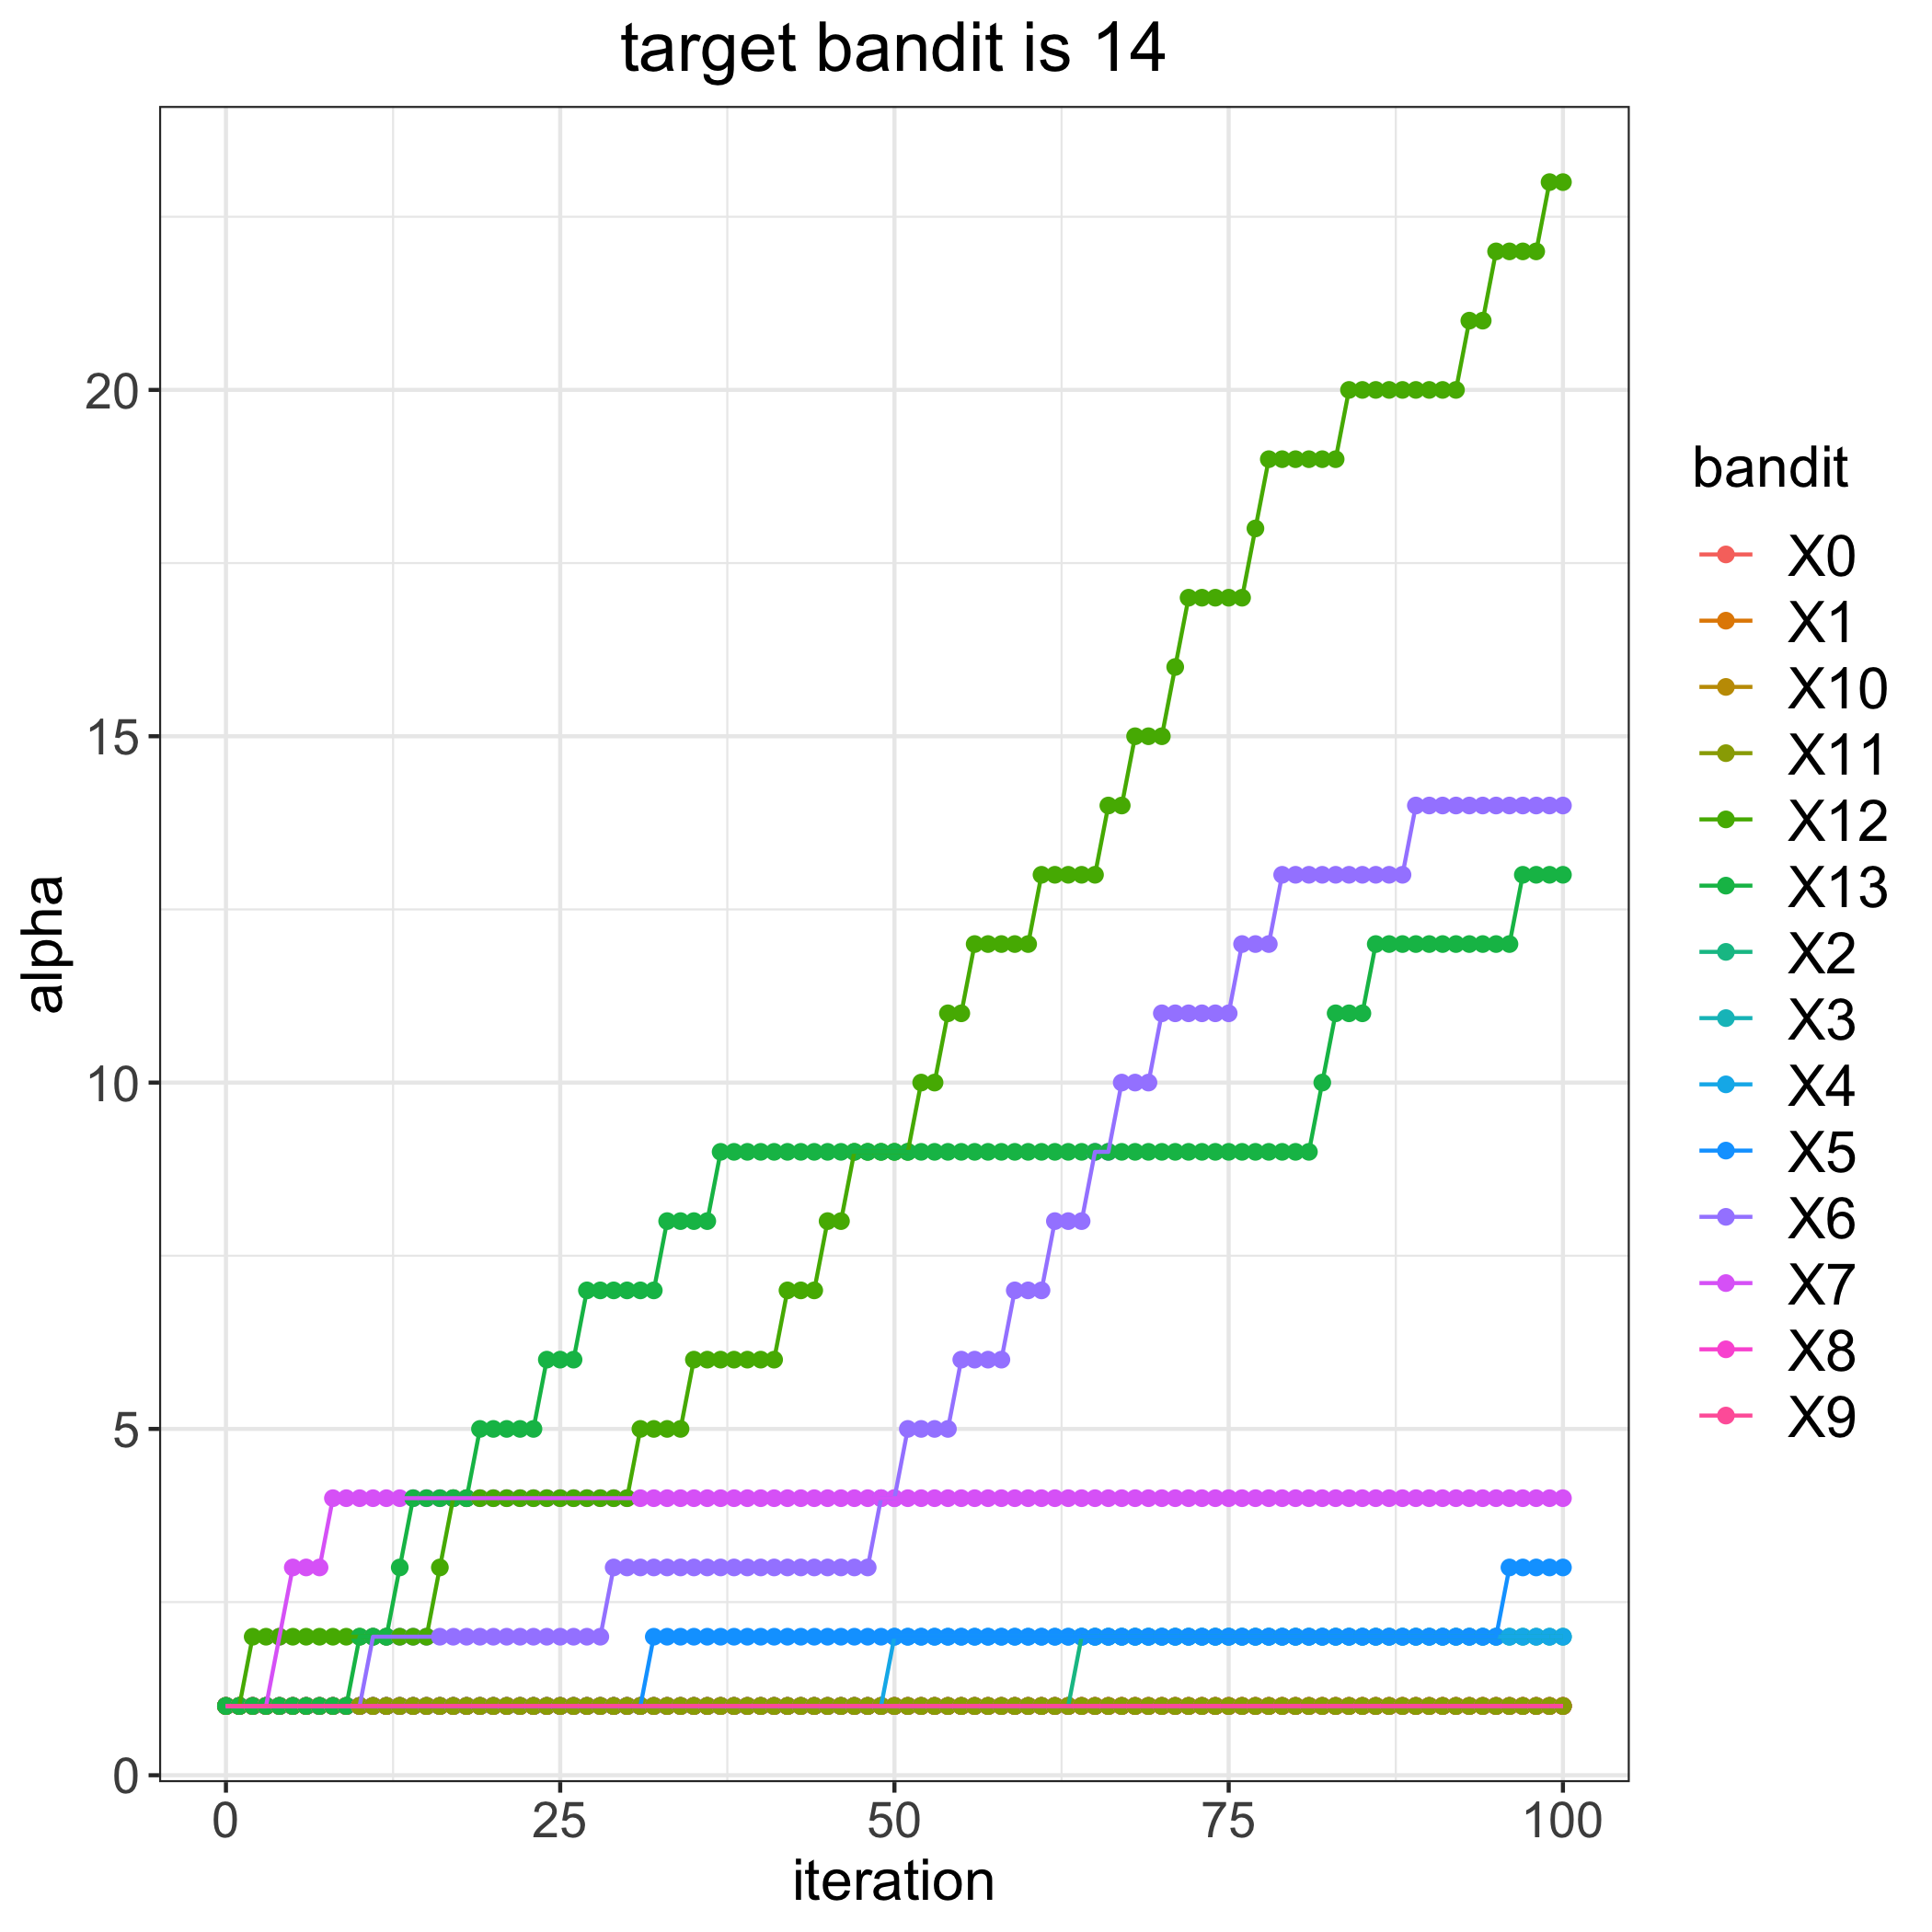 target bandit is 14
alpha
20
15
10
5
0
0 25 50 75 100
iteration
bandit
X0
X1
X10
X11
X12
X13
X2
X3
X4
X5
X6
X7
X8
X9